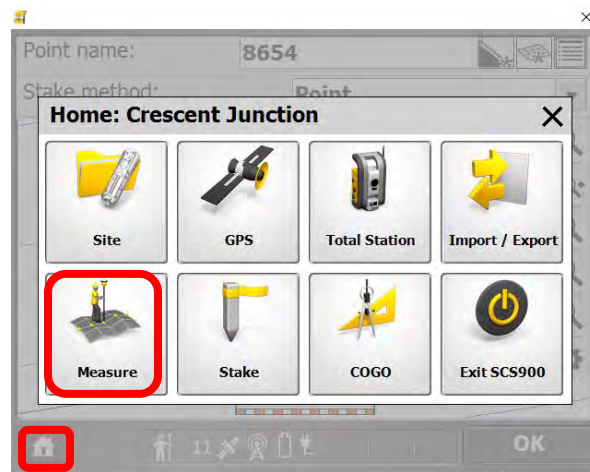 Point name: 8654
Stake method: Point
Home: Crescent Junction
Site GPS Total Station Import / Export
Measure Stake COGO Exit SCS900
11 OK